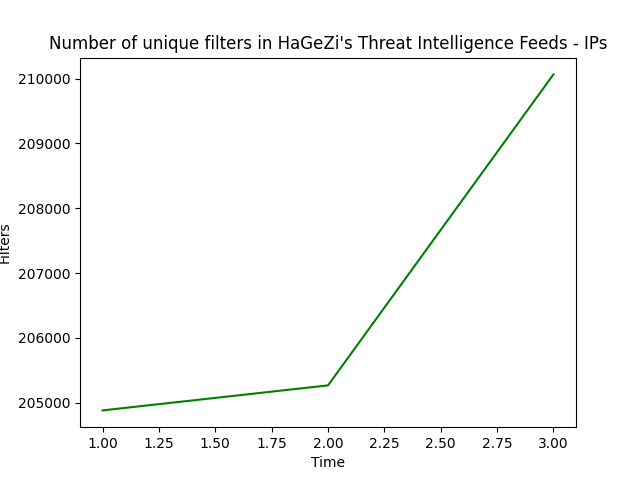 Number of unique filters in HaGeZi's Threat Intelligence Feeds - IPs
210000
209000
208000
207000
206000
205000
Filters
1.00 1.25 1.50 1.75 2.00 2.25 2.50 2.75 3.00
Time